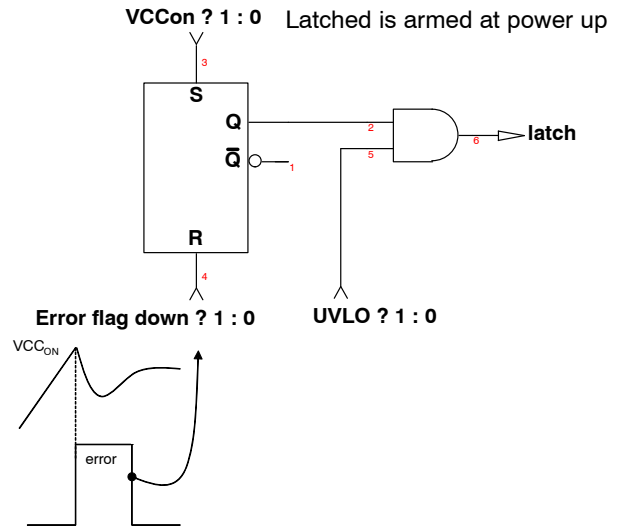 VCCon ? 1 : 0 Latched is armed at power up
3
S
Q
2
Q̅
1
5
6
latch
R
4
Error flag down ? 1 : 0
UVLO ? 1 : 0
VCCON
error